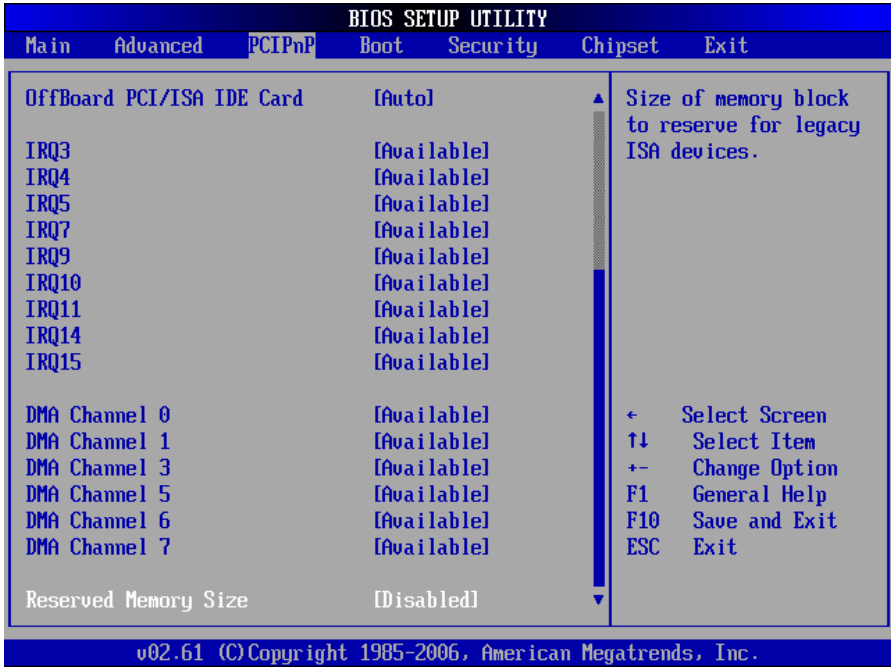 BIOS SETUP UTILITY
Main Advanced PCIPnP Boot Security Chipset Exit
OffBoard PCI/ISA IDE Card [Auto]
IRQ3 [Available]
IRQ4 [Available]
IRQ5 [Available]
IRQ7 [Available]
IRQ9 [Available]
IRQ10 [Available]
IRQ11 [Available]
IRQ14 [Available]
IRQ15 [Available]
DMA Channel 0 [Available]
DMA Channel 1 [Available]
DMA Channel 3 [Available]
DMA Channel 5 [Available]
DMA Channel 6 [Available]
DMA Channel 7 [Available]
Reserved Memory Size [Disabled]
Size of memory block
to reserve for legacy
ISA devices.
← Select Screen
↑↓ Select Item
+- Change Option
F1 General Help
F10 Save and Exit
ESC Exit
v02.61 (C)Copyright 1985-2006, American Megatrends, Inc.